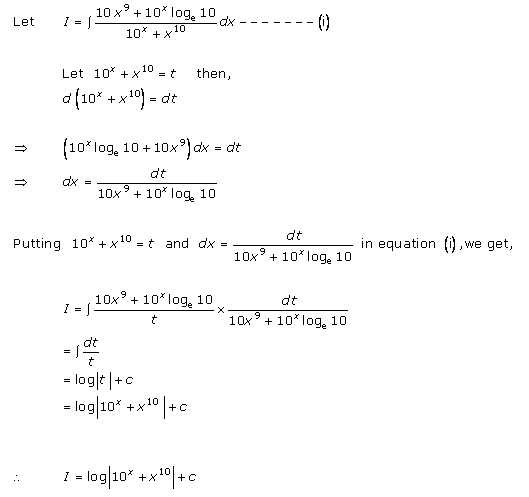 Let I = ∫ (10x⁹ + 10ˣ logₑ 10)/(10ˣ + x¹⁰) dx − − − − − − − (i)
Let 10ˣ + x¹⁰ = t then,
d(10ˣ + x¹⁰) = dt
⇒ (10ˣ logₑ 10 + 10x⁹) dx = dt
⇒ dx = dt/(10x⁹ + 10ˣ logₑ 10)
Putting 10ˣ + x¹⁰ = t and dx = dt/(10x⁹ + 10ˣ logₑ 10) in equation (i), we get,
I = ∫ (10x⁹ + 10ˣ logₑ 10)/t × dt/(10x⁹ + 10ˣ logₑ 10)
= ∫ dt/t
= log|t| + c
= log|10ˣ + x¹⁰| + c
∴ I = log|10ˣ + x¹⁰| + c